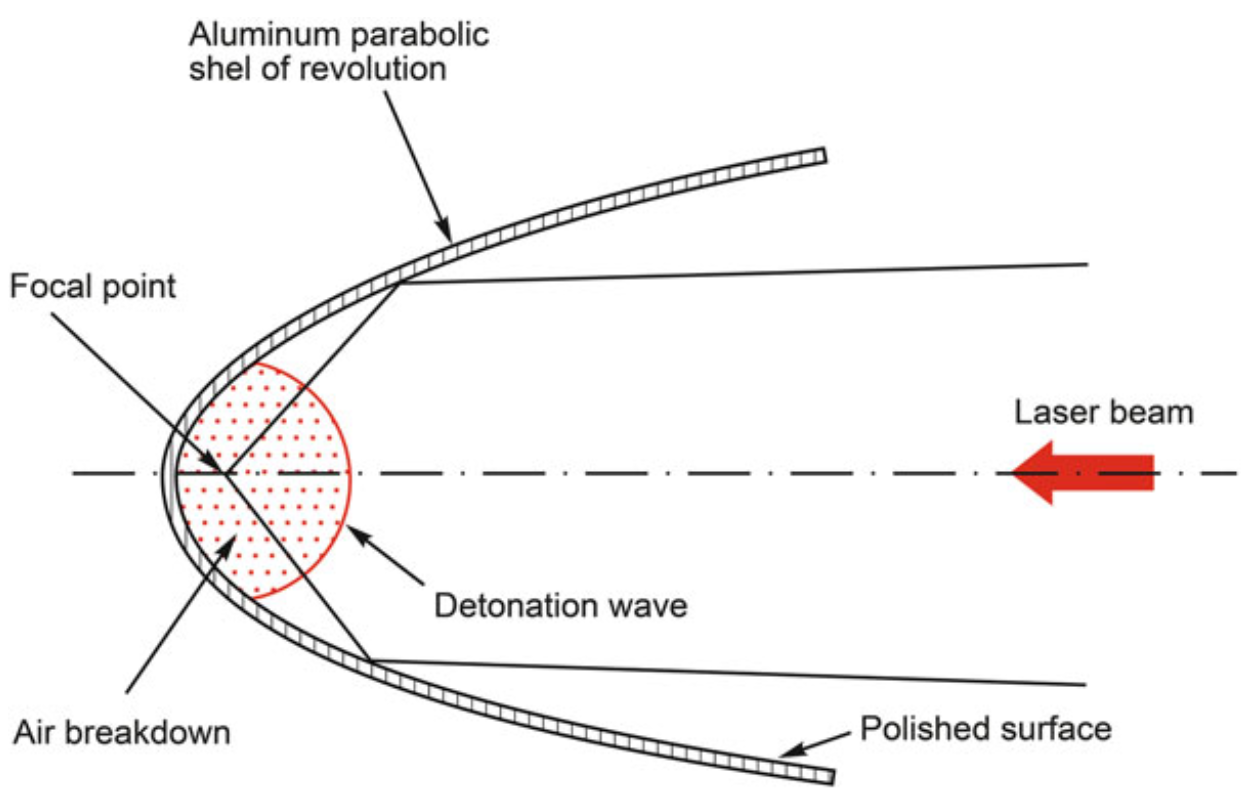 Aluminum parabolic
shel of revolution
Focal point
Laser beam
Detonation wave
Air breakdown
Polished surface